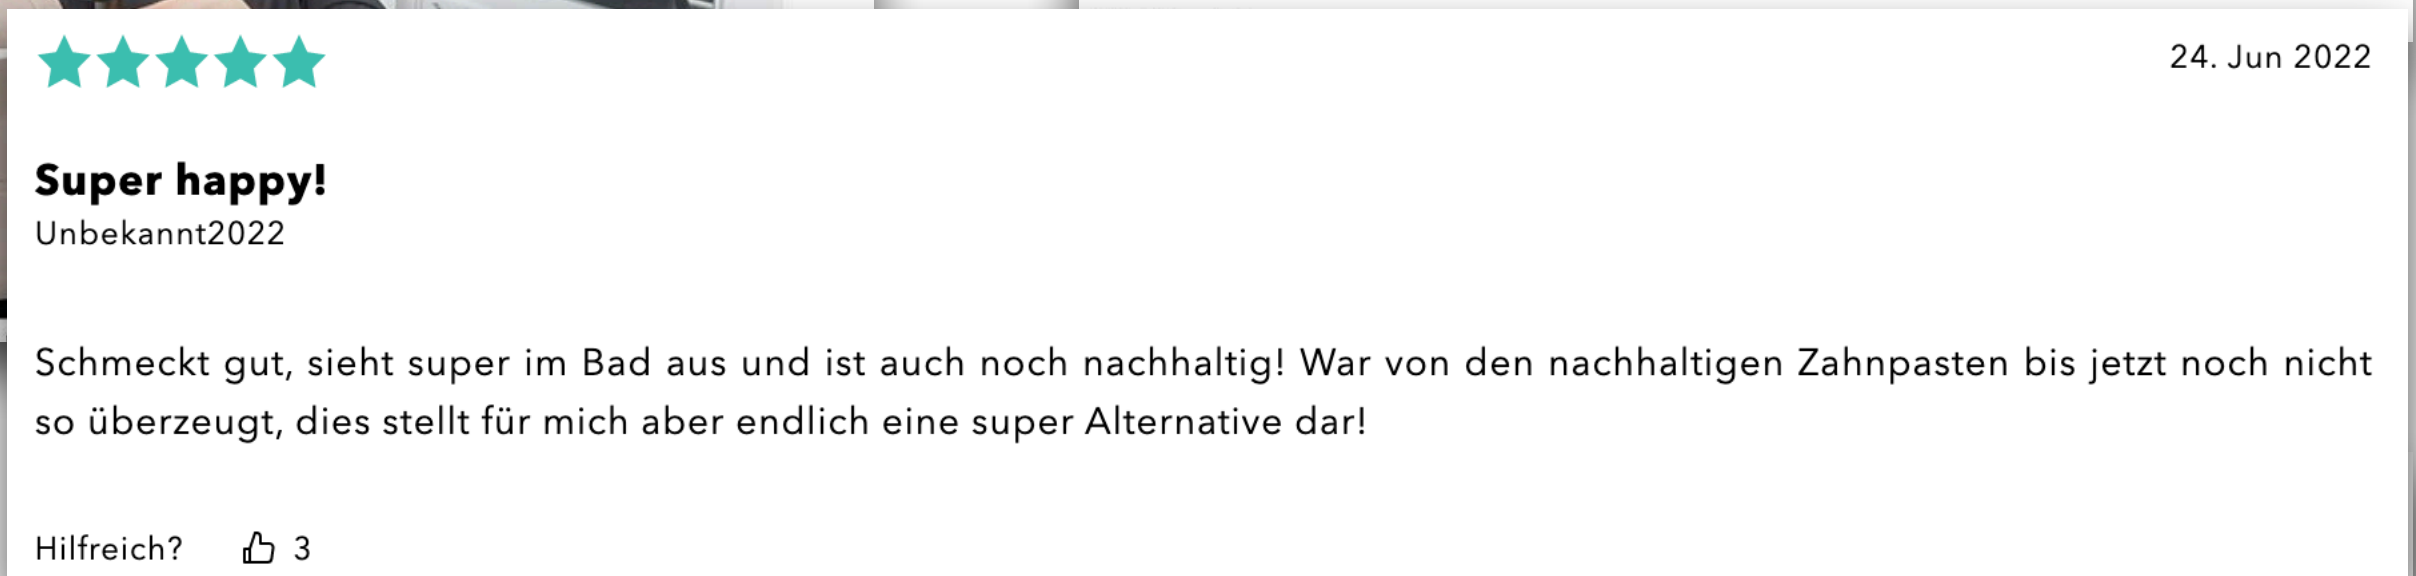 24. Jun 2022
Super happy!
Unbekannt2022
Schmeckt gut, sieht super im Bad aus und ist auch noch nachhaltig! War von den nachhaltigen Zahnpasten bis jetzt noch nicht
so überzeugt, dies stellt für mich aber endlich eine super Alternative dar!
Hilfreich? 3